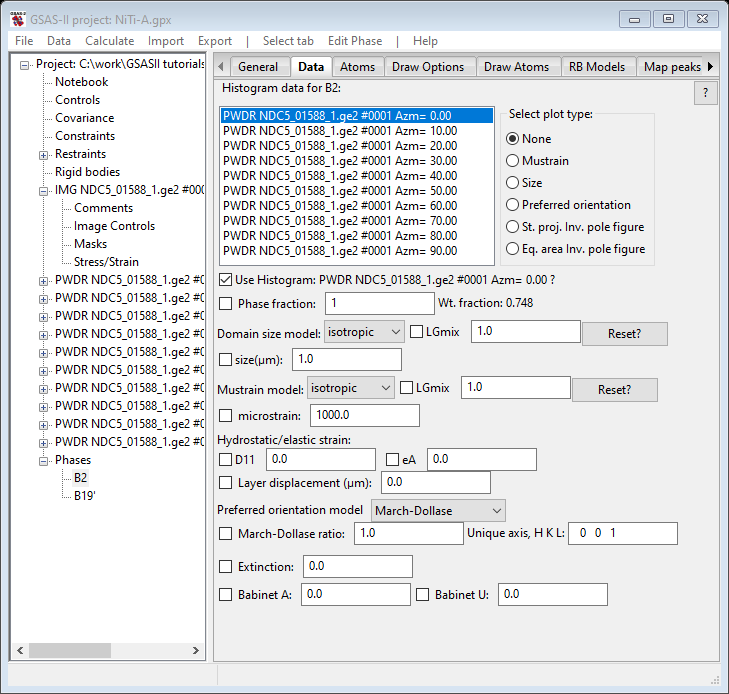 GSAS-II project: NiTi-A.gpx
File Data Calculate Import Export | Select tab Edit Phase | Help
Project: C:\work\GSASII tutorials
Notebook
Controls
Covariance
Constraints
Restraints
Rigid bodies
IMG NDC5_01588_1.ge2 #000
Comments
Image Controls
Masks
Stress/Strain
PWDR NDC5_01588_1.ge2 #0
PWDR NDC5_01588_1.ge2 #0
PWDR NDC5_01588_1.ge2 #0
PWDR NDC5_01588_1.ge2 #0
PWDR NDC5_01588_1.ge2 #0
PWDR NDC5_01588_1.ge2 #0
PWDR NDC5_01588_1.ge2 #0
PWDR NDC5_01588_1.ge2 #0
PWDR NDC5_01588_1.ge2 #0
PWDR NDC5_01588_1.ge2 #0
Phases
B2
B19'
General Data Atoms Draw Options Draw Atoms RB Models Map peaks
Histogram data for B2:
?
PWDR NDC5_01588_1.ge2 #0001 Azm= 0.00
PWDR NDC5_01588_1.ge2 #0001 Azm= 10.00
PWDR NDC5_01588_1.ge2 #0001 Azm= 20.00
PWDR NDC5_01588_1.ge2 #0001 Azm= 30.00
PWDR NDC5_01588_1.ge2 #0001 Azm= 40.00
PWDR NDC5_01588_1.ge2 #0001 Azm= 50.00
PWDR NDC5_01588_1.ge2 #0001 Azm= 60.00
PWDR NDC5_01588_1.ge2 #0001 Azm= 70.00
PWDR NDC5_01588_1.ge2 #0001 Azm= 80.00
PWDR NDC5_01588_1.ge2 #0001 Azm= 90.00
Select plot type:
None
Mustrain
Size
Preferred orientation
St. proj. Inv. pole figure
Eq. area Inv. pole figure
Use Histogram: PWDR NDC5_01588_1.ge2 #0001 Azm= 0.00 ?
Phase fraction: 1 Wt. fraction: 0.748
Domain size model: isotropic LGmix 1.0 Reset?
size(μm): 1.0
Mustrain model: isotropic LGmix 1.0 Reset?
microstrain: 1000.0
Hydrostatic/elastic strain:
D11 0.0 eA 0.0
Layer displacement (μm): 0.0
Preferred orientation model March-Dollase
March-Dollase ratio: 1.0 Unique axis, H K L: 0 0 1
Extinction: 0.0
Babinet A: 0.0 Babinet U: 0.0